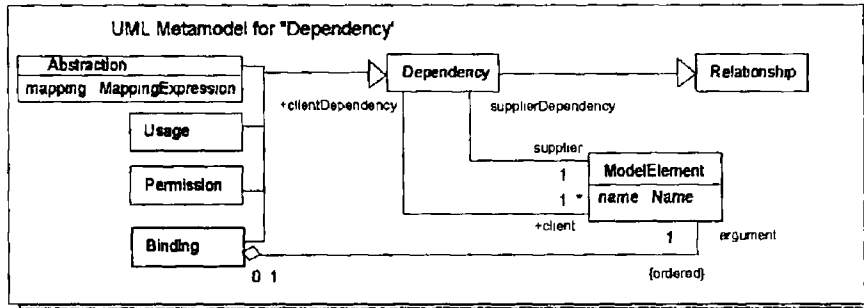 UML Metamodel for "Dependency'
Abstraction
mapping MappingExpression
Dependency
Relationship
+clientDependency
supplierDependency
Usage
supplier
1
ModelElement
Permission
1 *
name Name
+client
Binding
1
argument
0 1
{ordered}